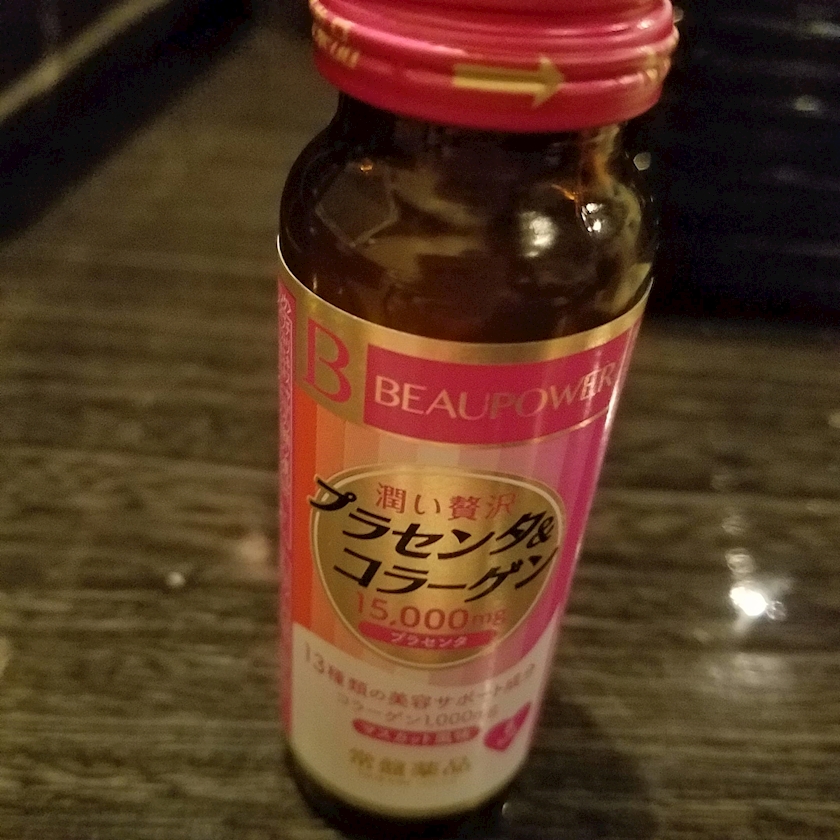 B BEAUPOWER
潤い贅沢
プラセンタ&
コラーゲン
15,000mg
プラセンタ
13種類の美容サポート成分
コラーゲン1,000mg
マスカット風味
常盤薬品